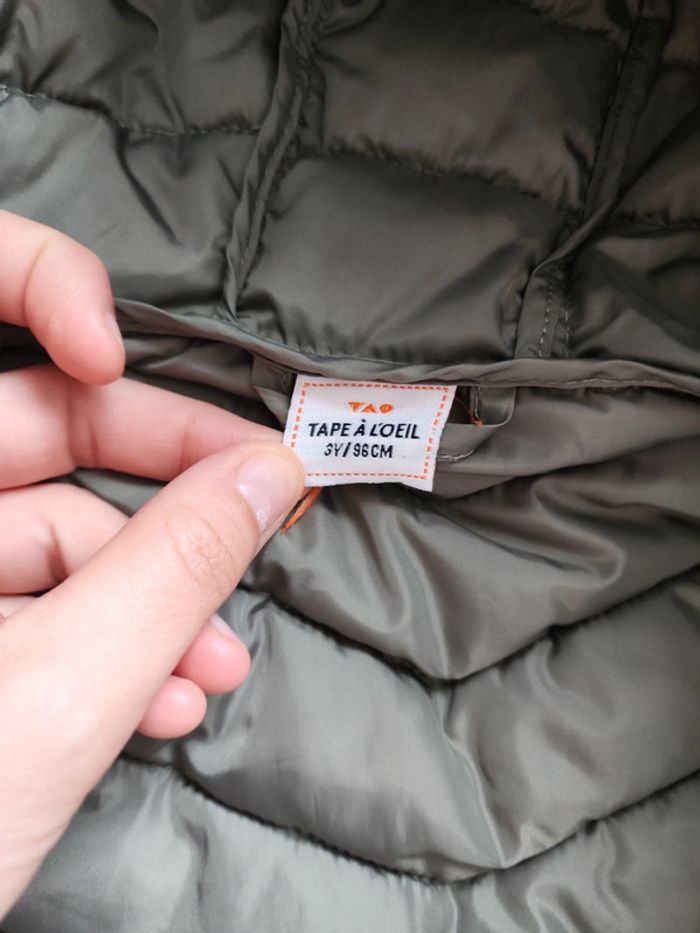 TAO
TAPE À L'OEIL
3Y/96CM